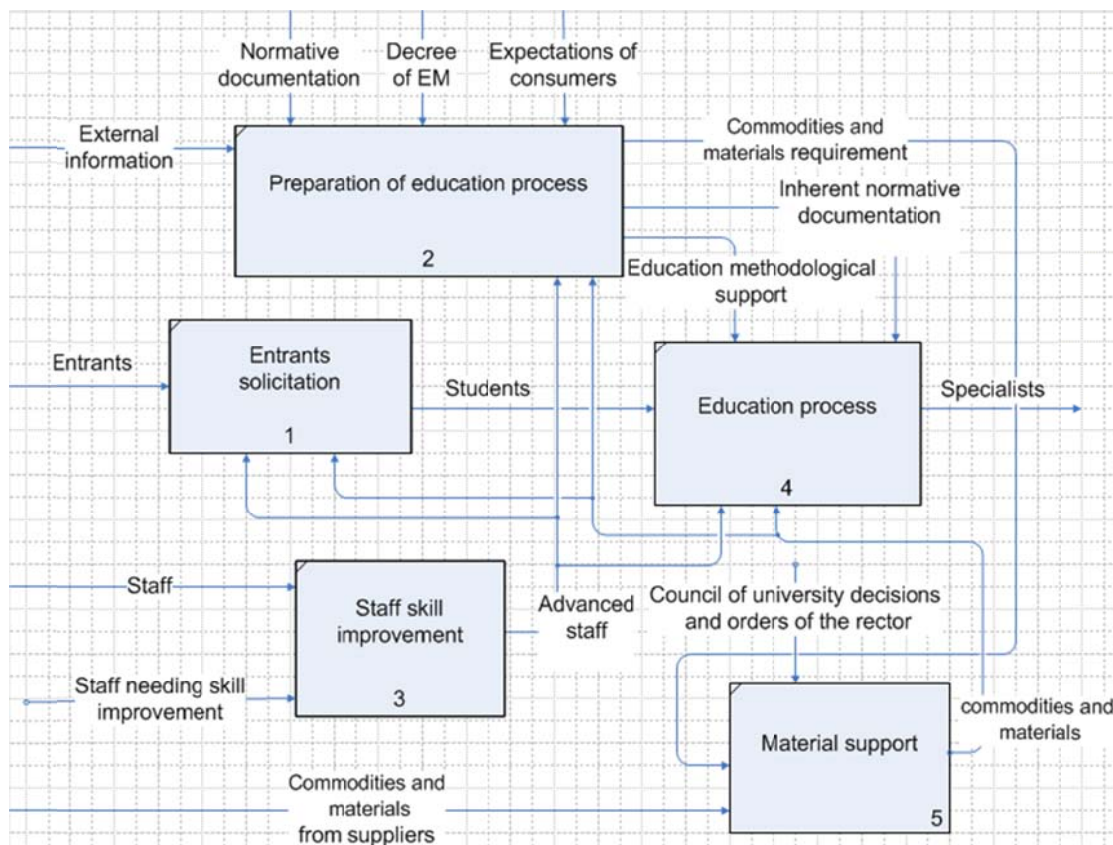 Normative
documentation
Decree
of EM
Expectations of
consumers
External
information
Preparation of education process
2
Commodities and
materials requirement
Inherent normative
documentation
Education methodological
support
Entrants
Entrants
solicitation
1
Students
Education process
4
Specialists
Staff
Staff skill
improvement
3
Advanced
staff
Staff needing skill
improvement
Council of university decisions
and orders of the rector
Material support
5
commodities and
materials
Commodities and
materials
from suppliers